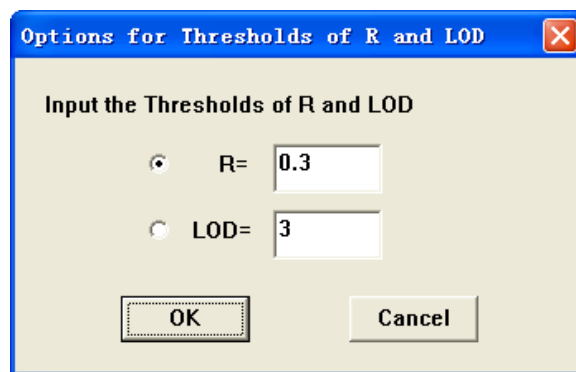 Options for Thresholds of R and LOD
Input the Thresholds of R and LOD
R= 0.3
LOD= 3
OK Cancel